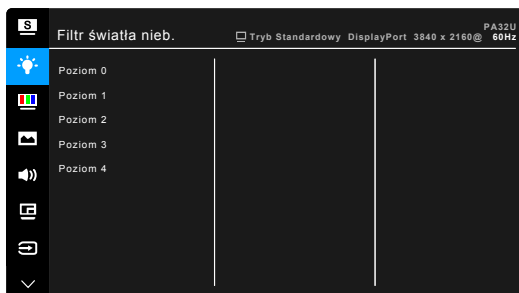 S
Filtr światła nieb.
Tryb Standardowy DisplayPort 3840 x 2160@ 60Hz
PA32U
Poziom 0
Poziom 1
Poziom 2
Poziom 3
Poziom 4